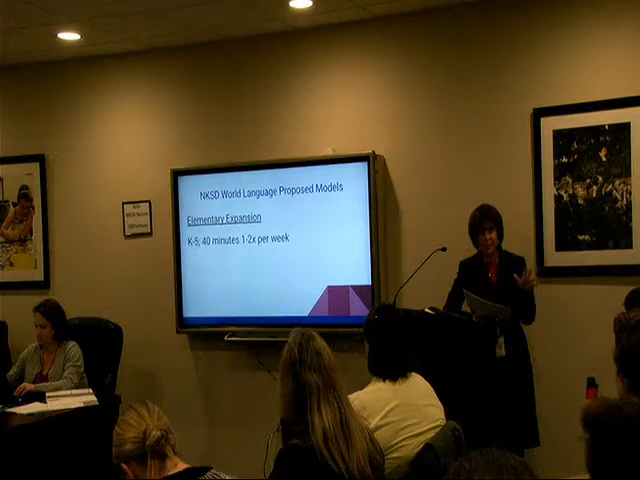 NKSD World Language Proposed Models
Elementary Expansion
K-5; 40 minutes 1-2x per week